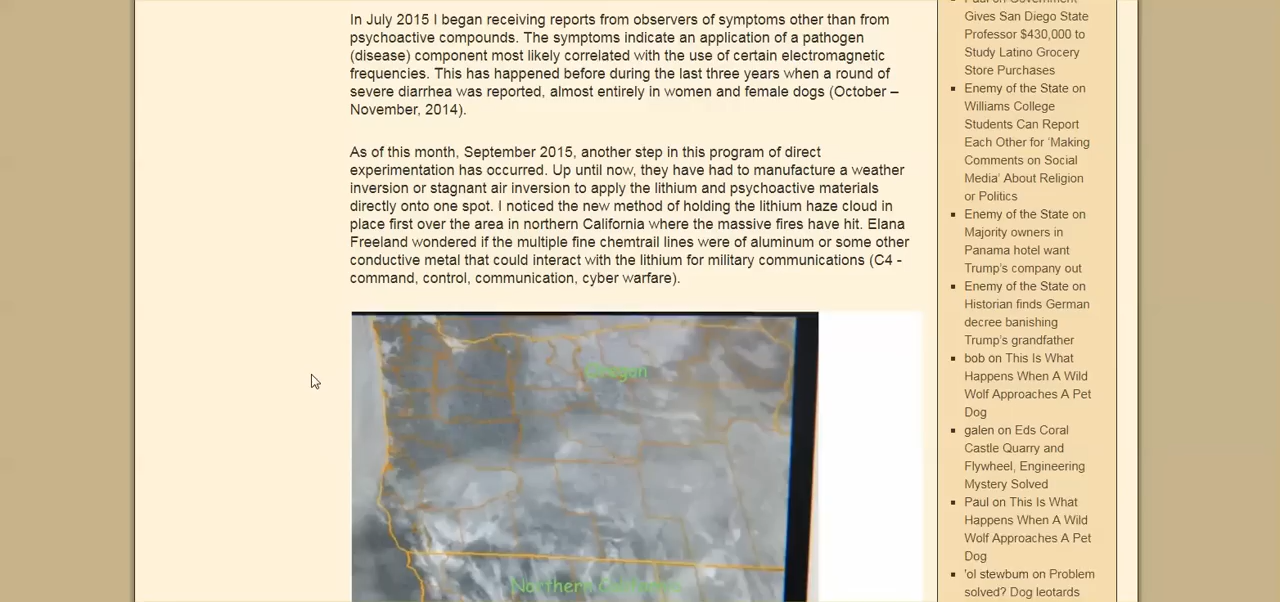 In July 2015 I began receiving reports from observers of symptoms other than from
psychoactive compounds. The symptoms indicate an application of a pathogen
(disease) component most likely correlated with the use of certain electromagnetic
frequencies. This has happened before during the last three years when a round of
severe diarrhea was reported, almost entirely in women and female dogs (October –
November, 2014).
As of this month, September 2015, another step in this program of direct
experimentation has occurred. Up until now, they have had to manufacture a weather
inversion or stagnant air inversion to apply the lithium and psychoactive materials
directly onto one spot. I noticed the new method of holding the lithium haze cloud in
place first over the area in northern California where the massive fires have hit. Elana
Freeland wondered if the multiple fine chemtrail lines were of aluminum or some other
conductive metal that could interact with the lithium for military communications (C4 -
command, control, communication, cyber warfare).
Oregon
Northern California
Paul on Government
Gives San Diego State
Professor $430,000 to
Study Latino Grocery
Store Purchases
Enemy of the State on
Williams College
Students Can Report
Each Other for 'Making
Comments on Social
Media' About Religion
or Politics
Enemy of the State on
Majority owners in
Panama hotel want
Trump's company out
Enemy of the State on
Historian finds German
decree banishing
Trump's grandfather
bob on This Is What
Happens When A Wild
Wolf Approaches A Pet
Dog
galen on Eds Coral
Castle Quarry and
Flywheel, Engineering
Mystery Solved
Paul on This Is What
Happens When A Wild
Wolf Approaches A Pet
Dog
'ol stewbum on Problem
solved? Dog leotards